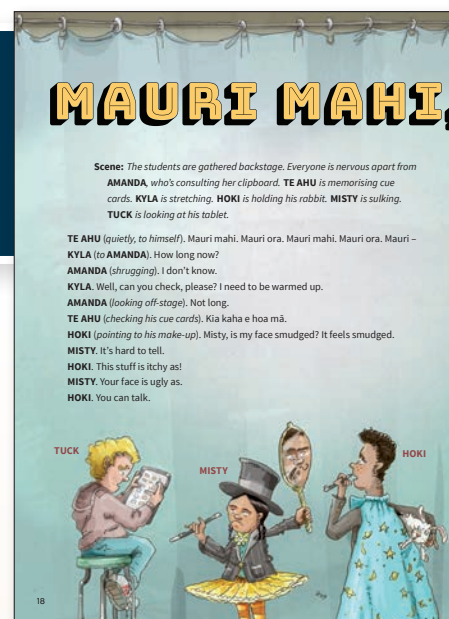 MAURI MAHI,
Scene: The students are gathered backstage. Everyone is nervous apart from
AMANDA, who's consulting her clipboard. TE AHU is memorising cue
cards. KYLA is stretching. HOKI is holding his rabbit. MISTY is sulking.
TUCK is looking at his tablet.
TE AHU (quietly, to himself). Mauri mahi. Mauri ora. Mauri mahi. Mauri ora. Mauri –
KYLA (to AMANDA). How long now?
AMANDA (shrugging). I don't know.
KYLA. Well, can you check, please? I need to be warmed up.
AMANDA (looking off-stage). Not long.
TE AHU (checking his cue cards). Kia kaha e hoa mā.
HOKI (pointing to his make-up). Misty, is my face smudged? It feels smudged.
MISTY. It's hard to tell.
HOKI. This stuff is itchy as!
MISTY. Your face is ugly as.
HOKI. You can talk.
TUCK
MISTY
HOKI
18